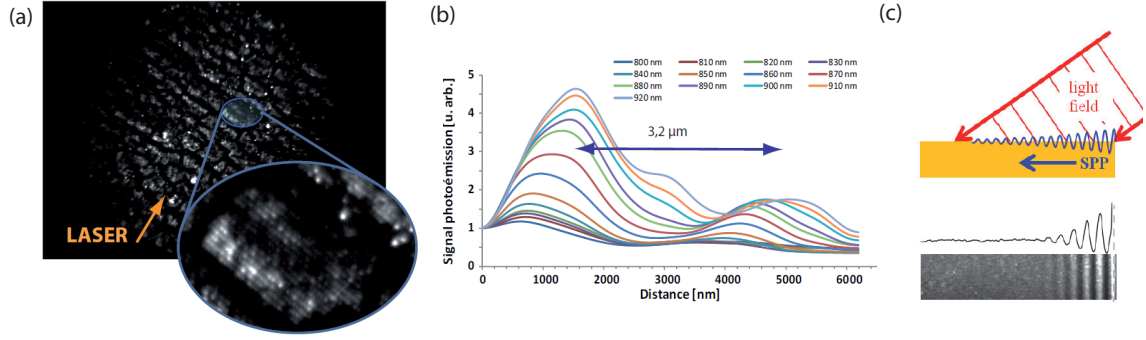 (a)
LASER
(b)
800 nm 810 nm 820 nm 830 nm
840 nm 850 nm 860 nm 870 nm
880 nm 890 nm 900 nm 910 nm
920 nm
3,2 µm
Signal photoemission [u. arb.]
5
4
3
2
1
0
0 1000 2000 3000 4000 5000 6000
Distance [nm]
(c)
light
field
SPP